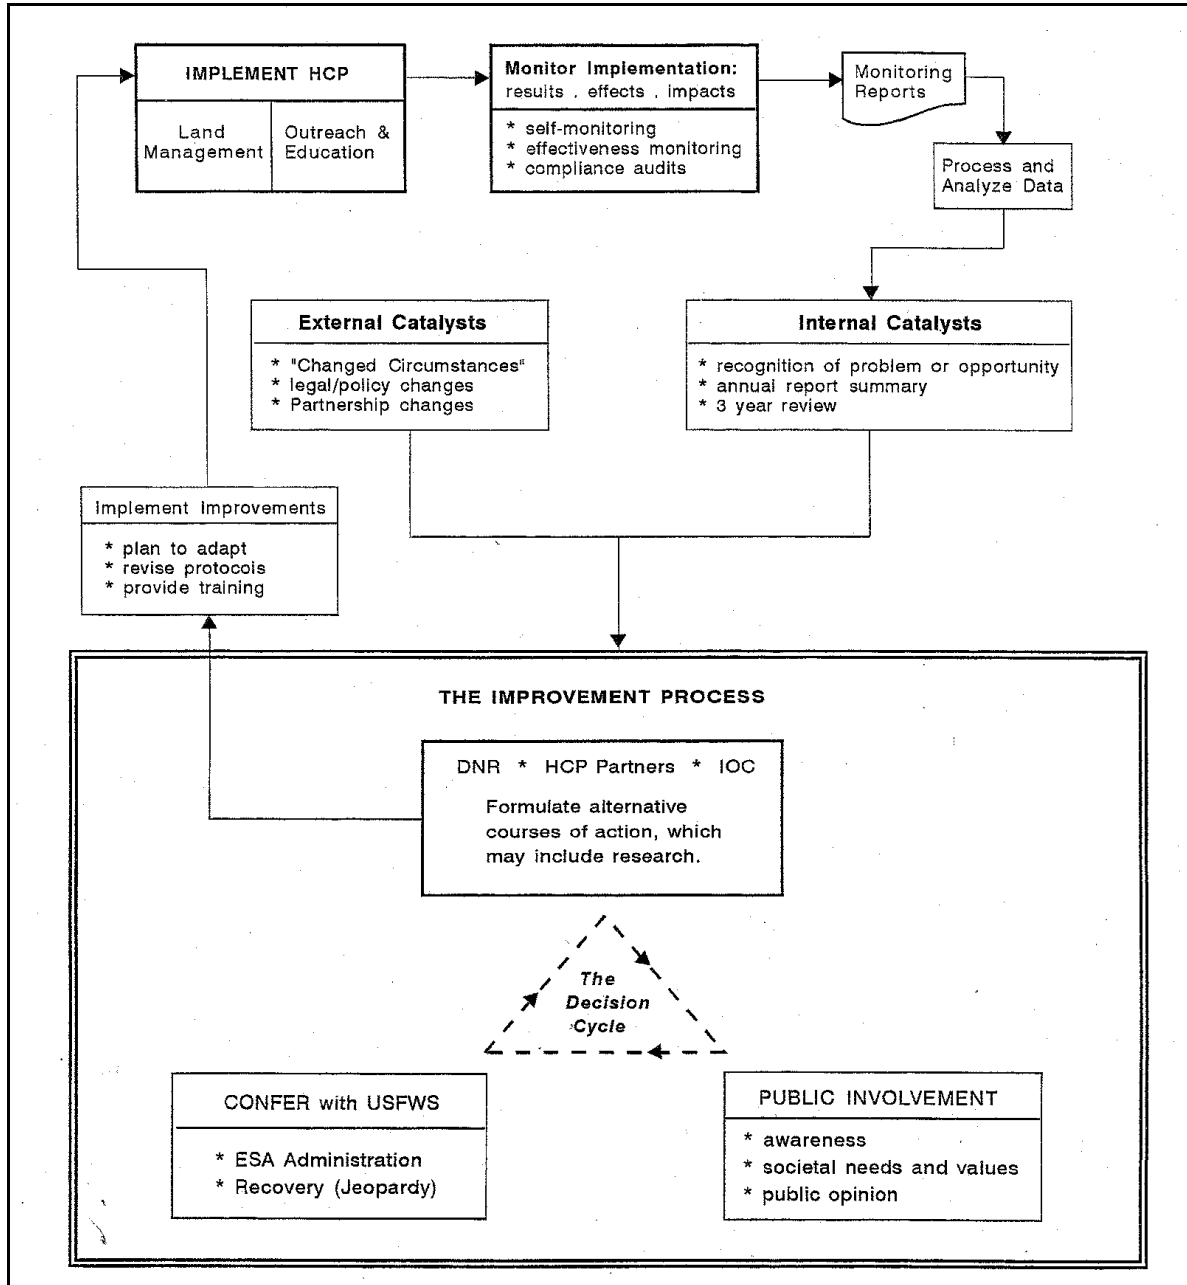 IMPLEMENT HCP
Land
Management
Outreach &
Education
Monitor Implementation:
results , effects , impacts
* self-monitoring
* effectiveness monitoring
* compliance audits
Monitoring
Reports
Process and
Analyze Data
External Catalysts
* "Changed Circumstances"
* legal/policy changes
* Partnership changes
Internal Catalysts
* recognition of problem or opportunity
* annual report summary
* 3 year review
Implement Improvements
* plan to adapt
* revise protocols
* provide training
THE IMPROVEMENT PROCESS
DNR * HCP Partners * IOC
Formulate alternative
courses of action, which
may include research.
The
Decision
Cycle
CONFER with USFWS
* ESA Administration
* Recovery (Jeopardy)
PUBLIC INVOLVEMENT
* awareness
* societal needs and values
* public opinion